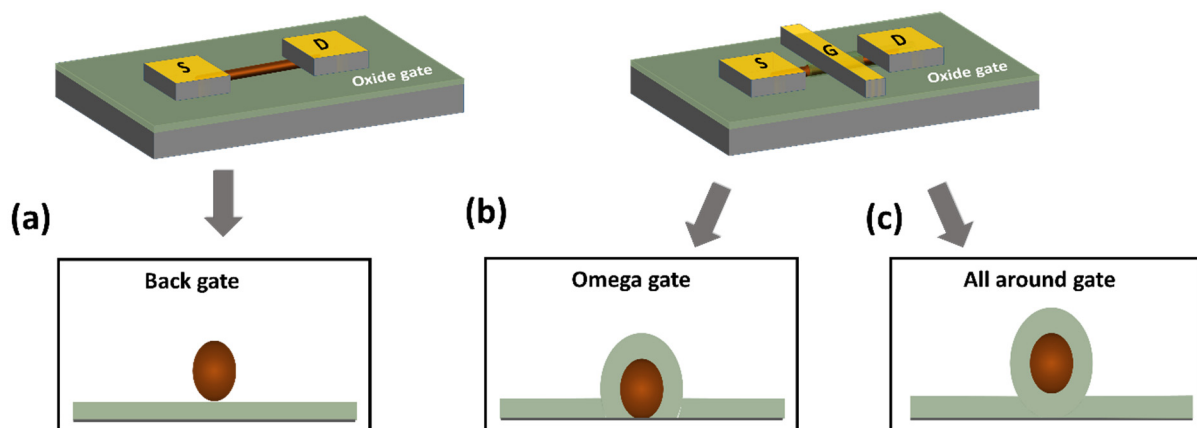 S
D
Oxide gate
S
G
D
Oxide gate
(a)
(b)
(c)
Back gate
Omega gate
All around gate